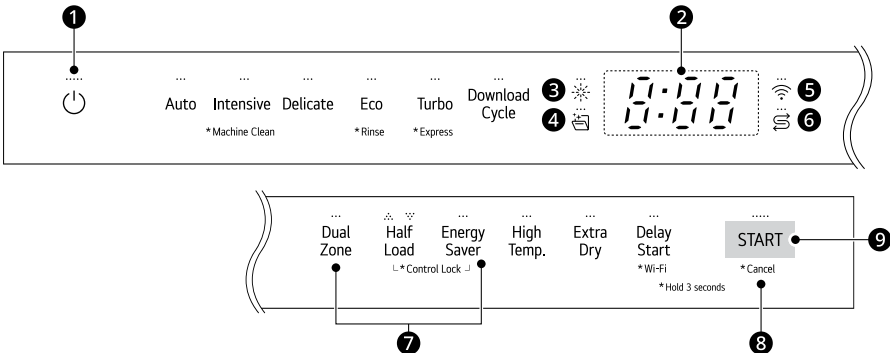 1
2
Auto Intensive Delicate Eco Turbo Download Cycle
3
8:88
5
4
6
*Machine Clean *Rinse *Express
Dual Zone Half Load Energy Saver High Temp. Extra Dry Delay Start START
9
└ *Control Lock ┘ *Wi-Fi *Cancel
*Hold 3 seconds
7
8